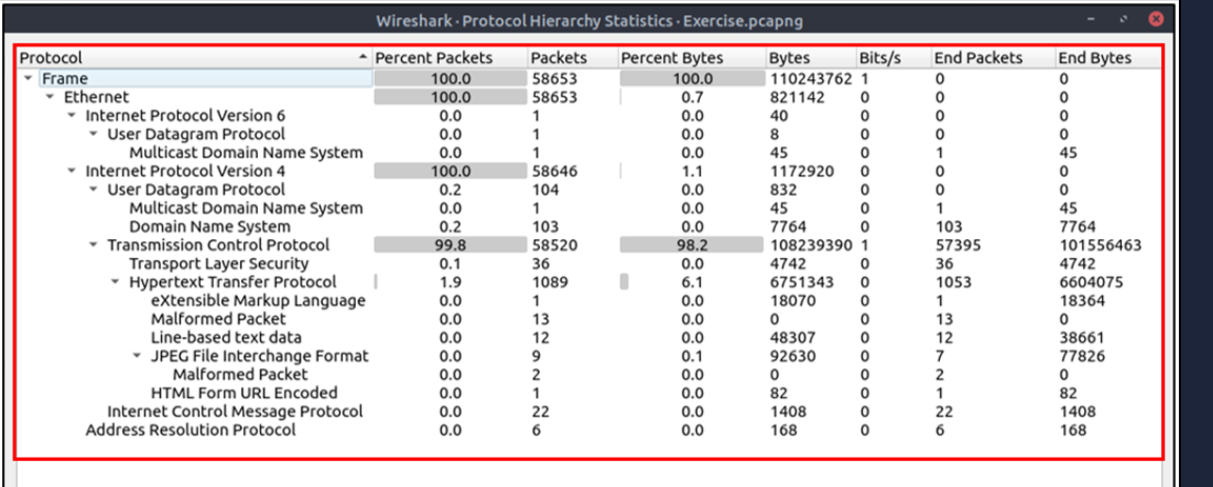 Wireshark · Protocol Hierarchy Statistics · Exercise.pcapng
Protocol Percent Packets Packets Percent Bytes Bytes Bits/s End Packets End Bytes
Frame 100.0 58653 100.0 110243762 1 0 0
Ethernet 100.0 58653 0.7 821142 0 0 0
Internet Protocol Version 6 0.0 1 0.0 40 0 0 0
User Datagram Protocol 0.0 1 0.0 8 0 0 0
Multicast Domain Name System 0.0 1 0.0 45 0 1 45
Internet Protocol Version 4 100.0 58646 1.1 1172920 0 0 0
User Datagram Protocol 0.2 104 0.0 832 0 0 0
Multicast Domain Name System 0.0 1 0.0 45 0 1 45
Domain Name System 0.2 103 0.0 7764 0 103 7764
Transmission Control Protocol 99.8 58520 98.2 108239390 1 57395 101556463
Transport Layer Security 0.1 36 0.0 4742 0 36 4742
Hypertext Transfer Protocol 1.9 1089 6.1 6751343 0 1053 6604075
eXtensible Markup Language 0.0 1 0.0 18070 0 1 18364
Malformed Packet 0.0 13 0.0 0 0 13 0
Line-based text data 0.0 12 0.0 48307 0 12 38661
JPEG File Interchange Format 0.0 9 0.1 92630 0 7 77826
Malformed Packet 0.0 2 0.0 0 0 2 0
HTML Form URL Encoded 0.0 1 0.0 82 0 1 82
Internet Control Message Protocol 0.0 22 0.0 1408 0 22 1408
Address Resolution Protocol 0.0 6 0.0 168 0 6 168